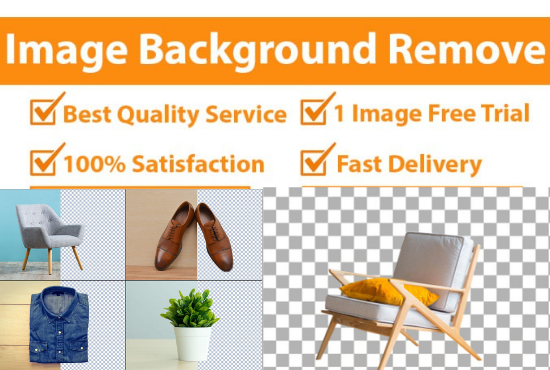 Image Background Remove
Best Quality Service
1 Image Free Trial
100% Satisfaction
Fast Delivery